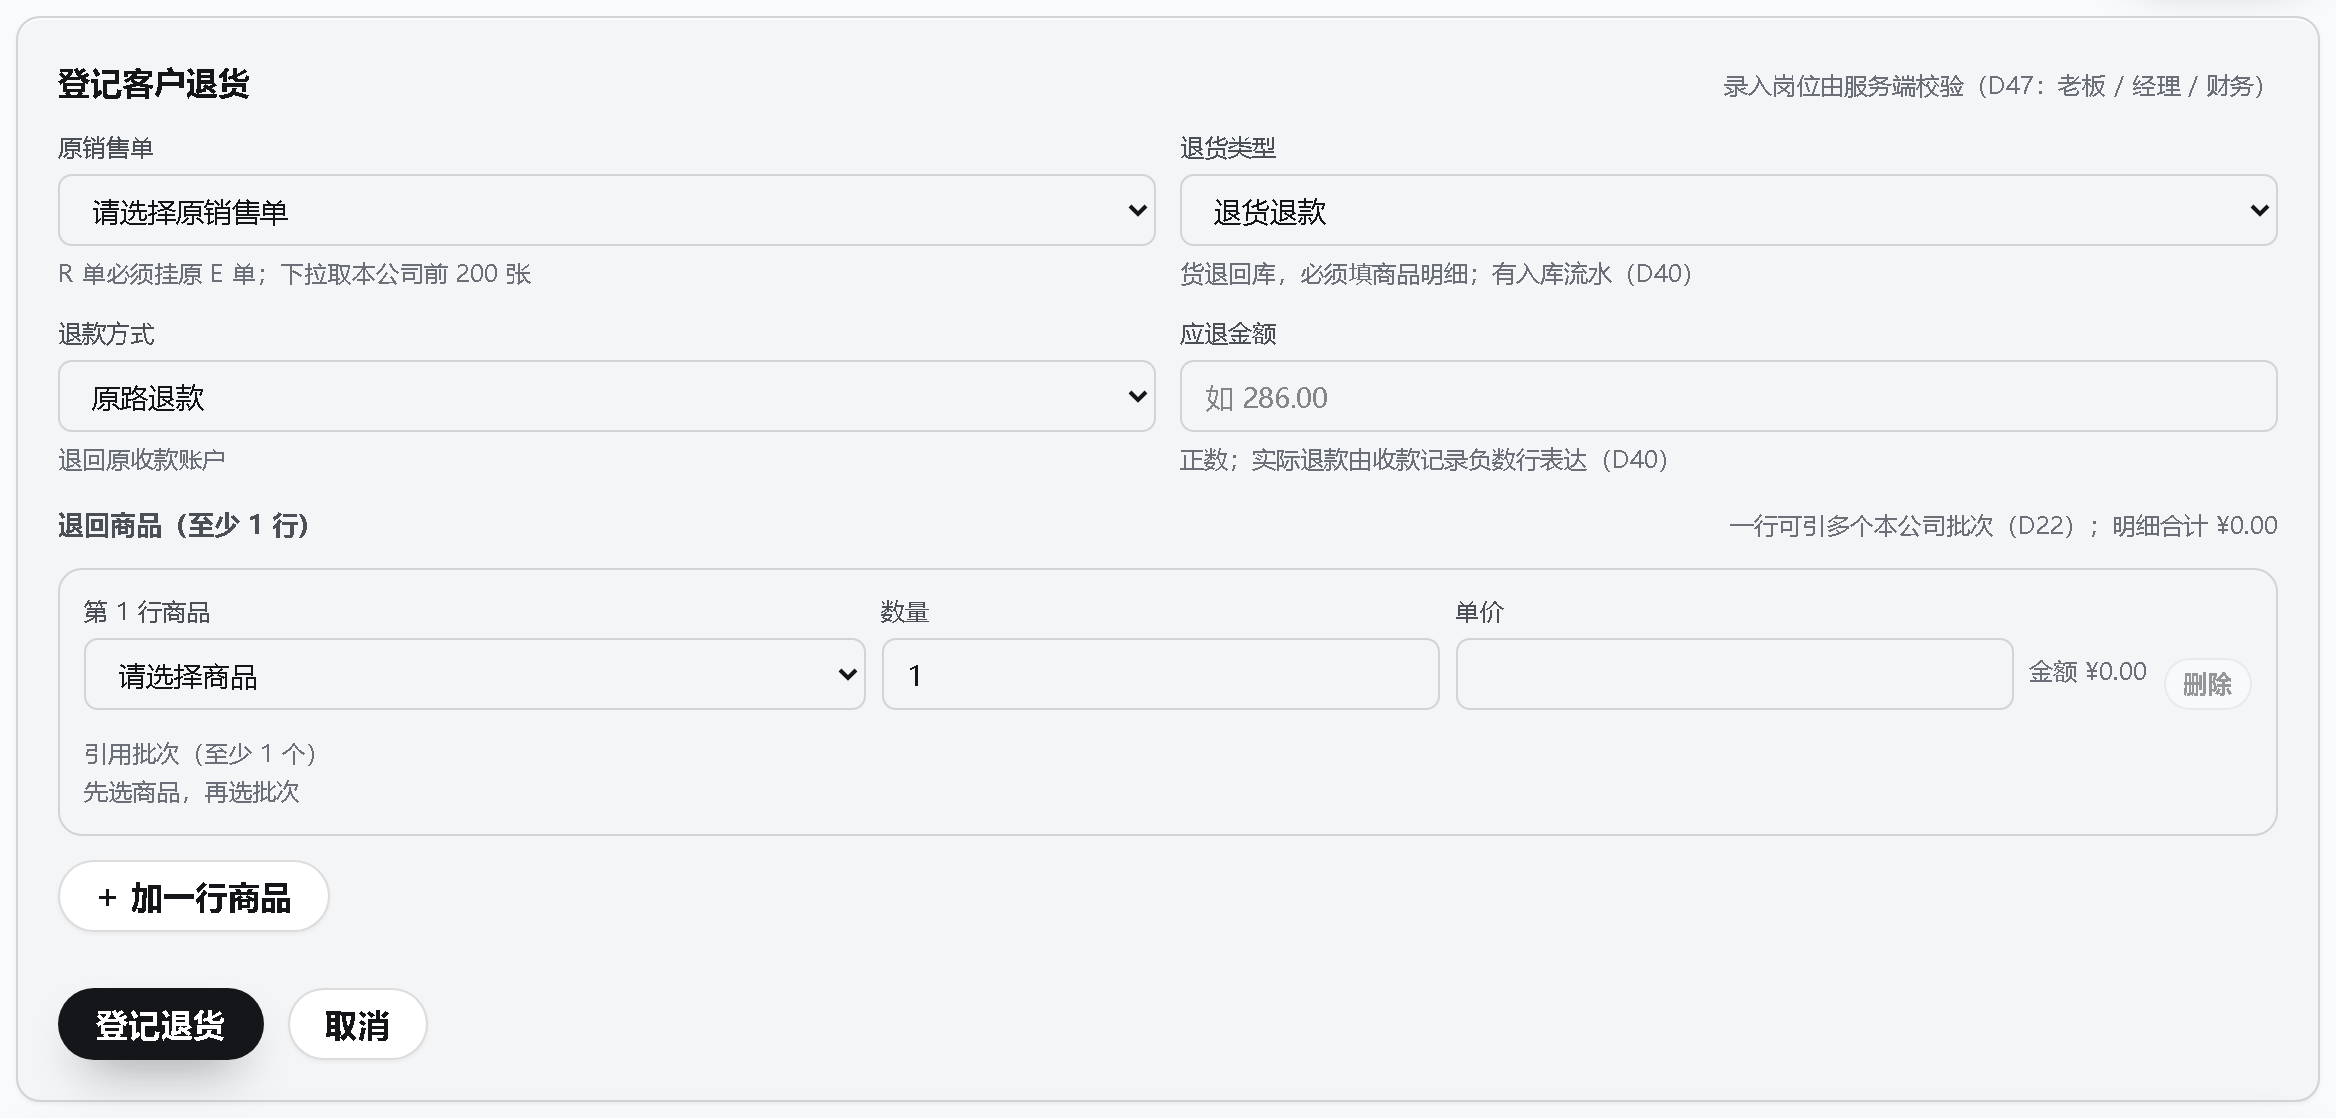 登记客户退货
录入岗位由服务端校验（D47：老板 / 经理 / 财务）
原销售单
退货类型
请选择原销售单
退货退款
R 单必须挂原 E 单；下拉取本公司前 200 张
货退回库，必须填商品明细；有入库流水（D40）
退款方式
应退金额
原路退款
如 286.00
退回原收款账户
正数；实际退款由收款记录负数行表达（D40）
退回商品（至少 1 行）
一行可引多个本公司批次（D22）；明细合计 ¥0.00
第 1 行商品
数量
单价
请选择商品
1
金额 ¥0.00
删除
引用批次（至少 1 个）
先选商品，再选批次
+ 加一行商品
登记退货
取消